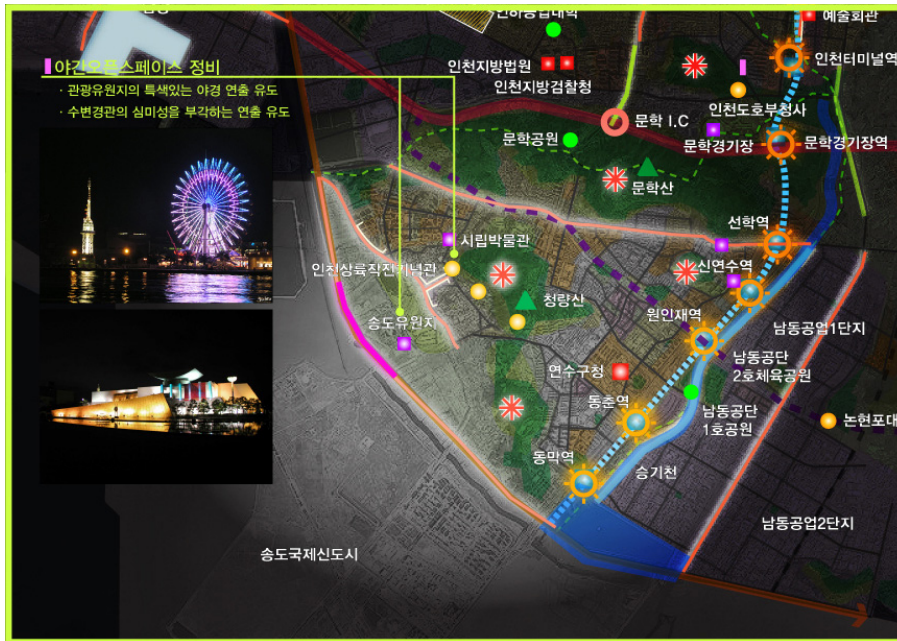 인하공업대학
예술회관
야간오픈스페이스 정비
· 관광유원지의 특색있는 야경 연출 유도
· 수변경관의 심미성을 부각하는 연출 유도
인천지방법원
인천지방검찰청
인천터미널역
인천도호부청사
문학 I.C
문학공원
문학경기장
문학경기장역
문학산
선학역
시립박물관
신연수역
인천상륙작전기념관
청량산
송도유원지
원인재역
남동공업1단지
남동공단
2호체육공원
연수구청
동춘역
남동공단
1호공원
논현포대
동막역
승기천
남동공업2단지
송도국제신도시